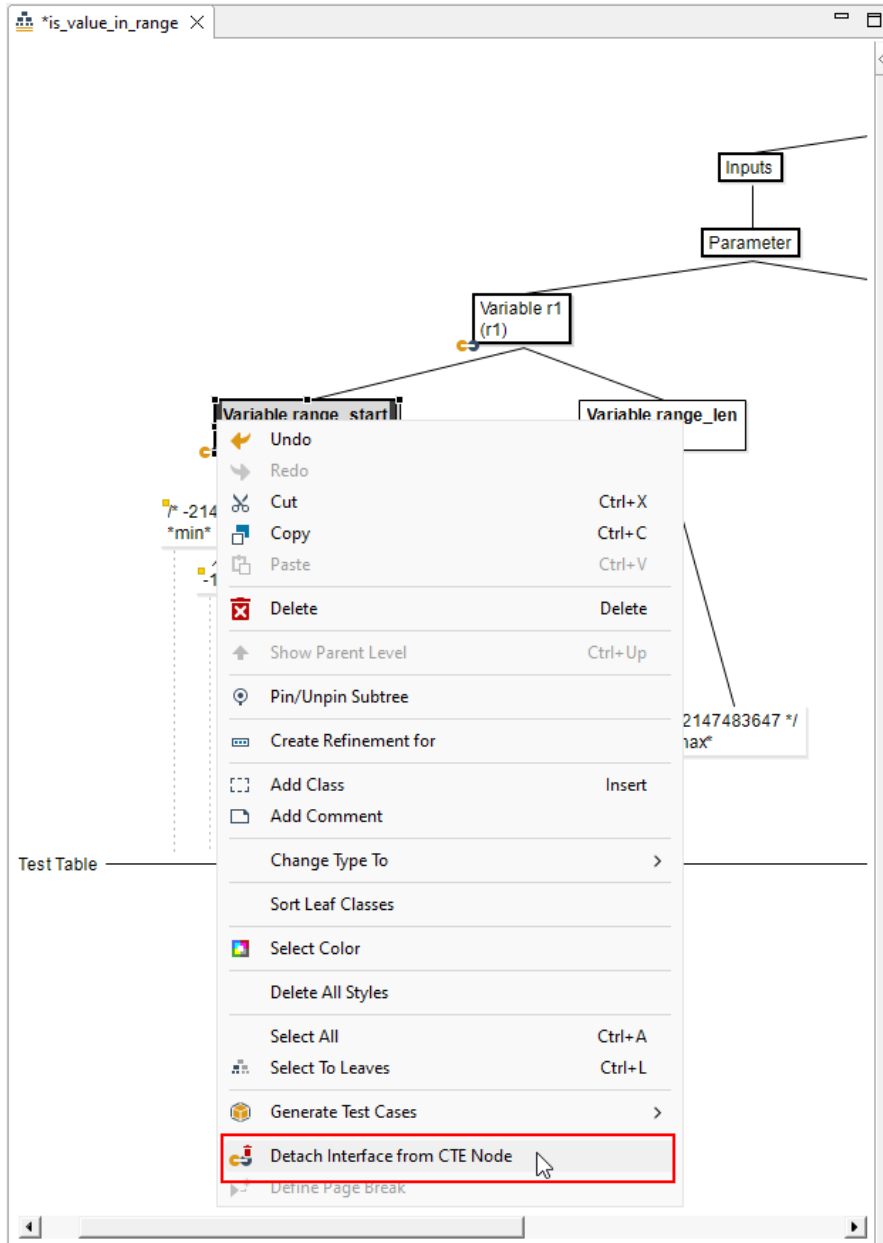 *is_value_in_range
Inputs
Parameter
Variable r1
(r1)
Variable range_start
Variable range_len
/* -214
*min*
-1
2147483647 */
max*
Undo
Redo
Cut Ctrl+X
Copy Ctrl+C
Paste Ctrl+V
Delete Delete
Show Parent Level Ctrl+Up
Pin/Unpin Subtree
Create Refinement for
Add Class Insert
Add Comment
Change Type To
Sort Leaf Classes
Select Color
Delete All Styles
Select All Ctrl+A
Select To Leaves Ctrl+L
Generate Test Cases
Detach Interface from CTE Node
Define Page Break
Test Table